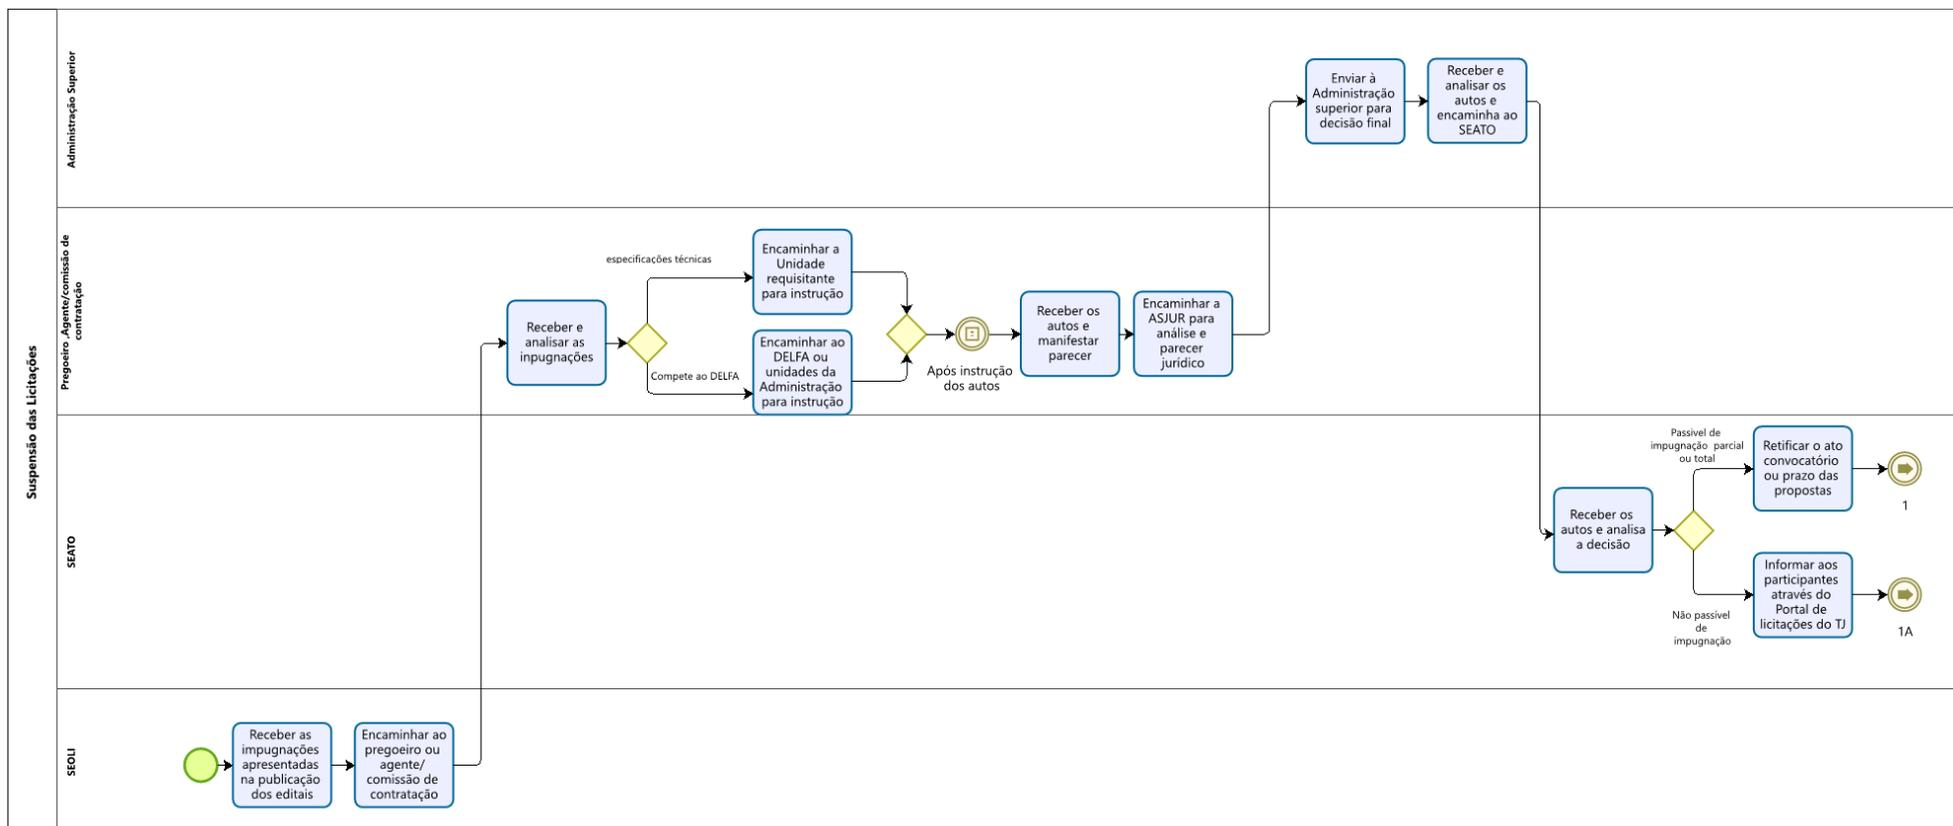 Suspensão das Licitações
Administração Superior
Enviar à
Administração
superior para
decisão final
Receber e
analisar os
autos e
encaminha ao
SEATO
Pregoeiro ,Agente/comissão de
contratação
Receber e
analisar as
inpugnações
especificações técnicas
Compete ao DELFA
Encaminhar a
Unidade
requisitante
para instrução
Encaminhar ao
DELFA ou
unidades da
Administração
para instrução
Após instrução
dos autos
Receber os
autos e
manifestar
parecer
Encaminhar a
ASJUR para
análise e
parecer
jurídico
SEATO
Receber os
autos e analisa
a decisão
Passivel de
impugnação parcial
ou total
Retificar o ato
convocatório
ou prazo das
propostas
1
Não passivel
de
impugnação
Informar aos
participantes
através do
Portal de
licitações do TJ
1A
SEOLI
Receber as
impugnações
apresentadas
na publicação
dos editais
Encaminhar ao
pregoeiro ou
agente/
comissão de
contratação